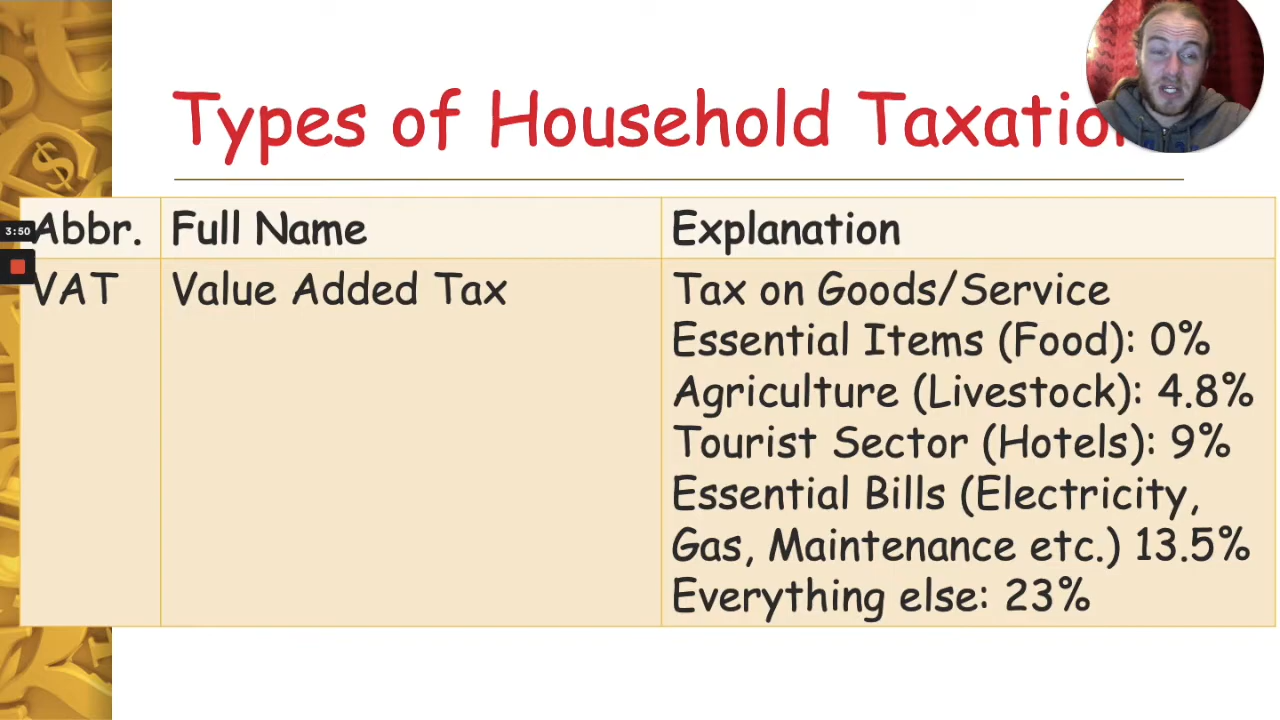 Types of Household Taxation
3:50
Abbr. Full Name Explanation
VAT Value Added Tax Tax on Goods/Service
Essential Items (Food): 0%
Agriculture (Livestock): 4.8%
Tourist Sector (Hotels): 9%
Essential Bills (Electricity,
Gas, Maintenance etc.) 13.5%
Everything else: 23%